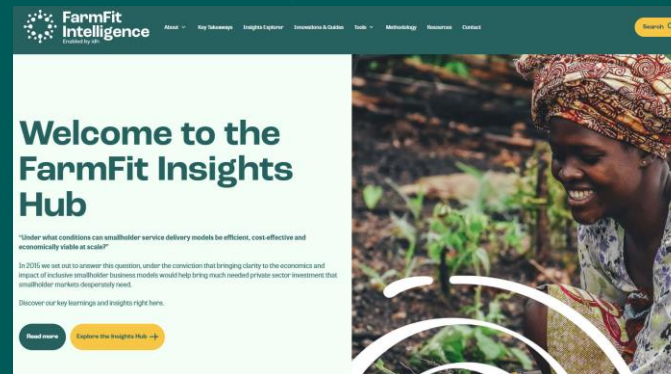 FarmFit
Intelligence
Enabled by idh
About
Key Takeaways
Insights Explorer
Innovations & Guides
Tools
Methodology
Resources
Contact
Search
Welcome to the
FarmFit Insights
Hub
"Under what conditions can smallholder service delivery models be efficient, cost-effective and
economically viable at scale?"
In 2015 we set out to answer this question, under the conviction that bringing clarity to the economics and
impact of inclusive smallholder business models would help bring much needed private sector investment that
smallholder markets desperately need.
Discover our key learnings and insights right here.
Read more
Explore the Insights Hub